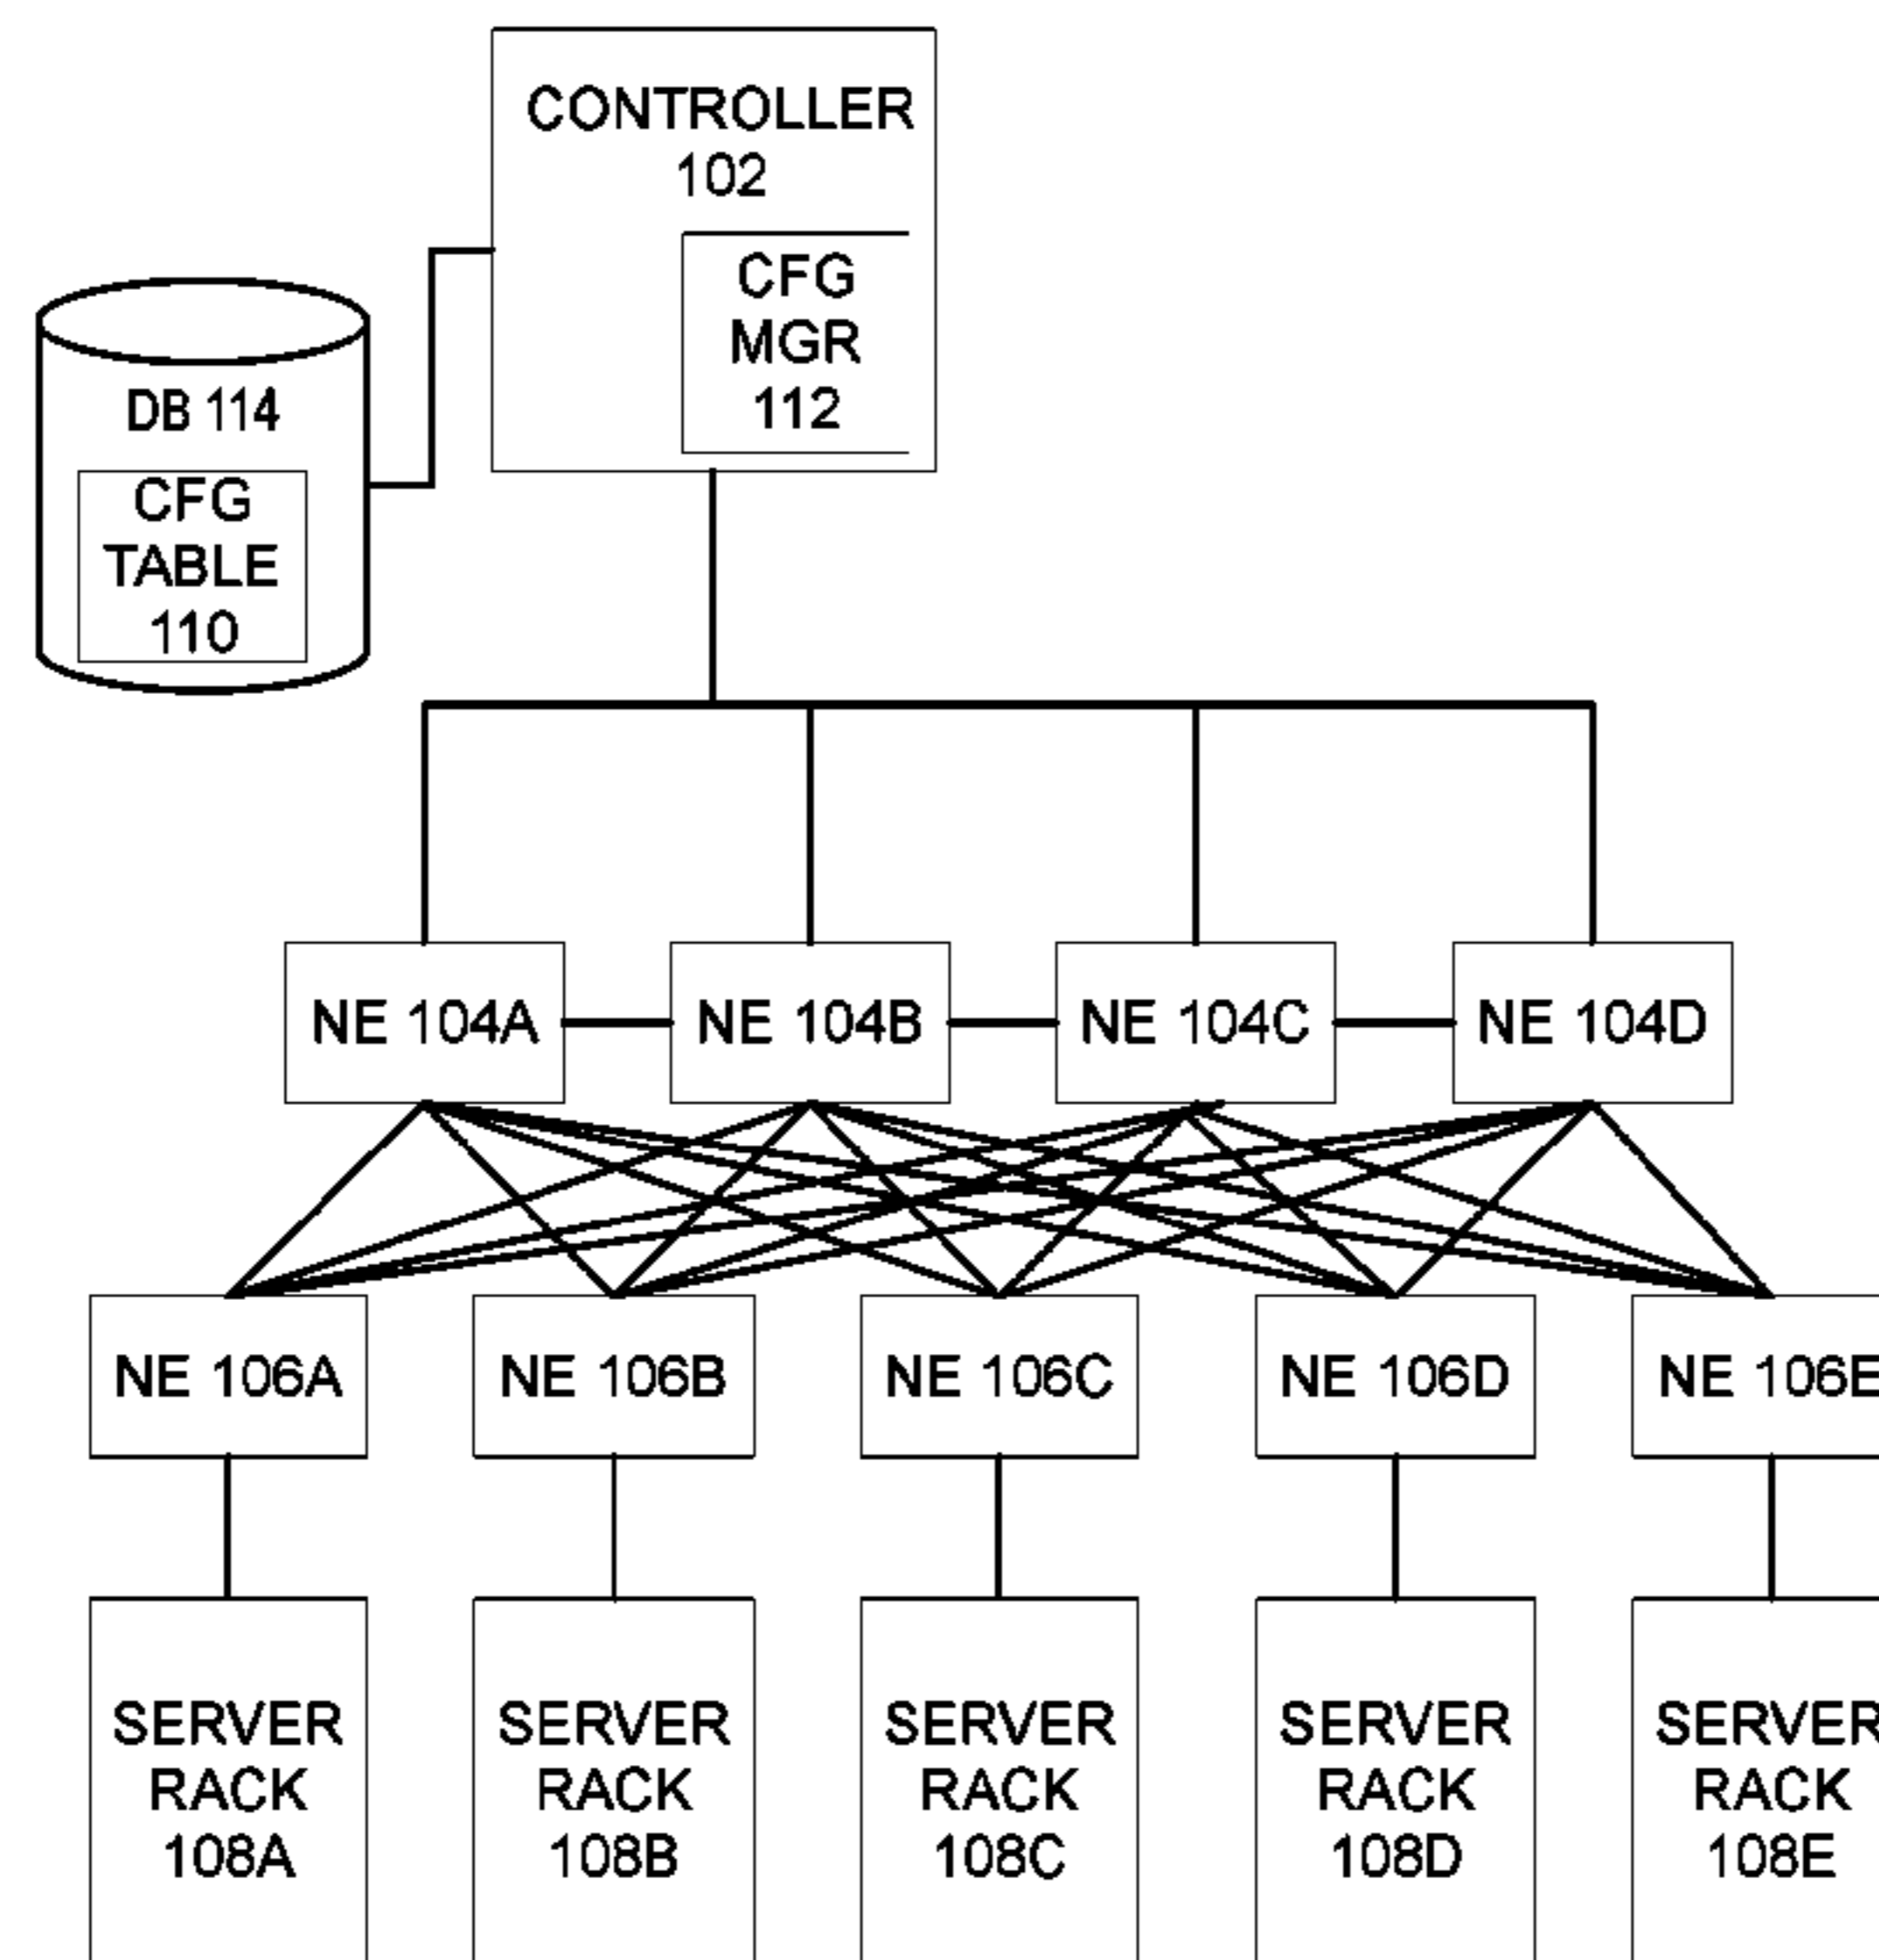 CONTROLLER
102
CFG
MGR
112
DB 114
CFG
TABLE
110
NE 104A
NE 104B
NE 104C
NE 104D
NE 106A
NE 106B
NE 106C
NE 106D
NE 106E
SERVER
RACK
108A
SERVER
RACK
108B
SERVER
RACK
108C
SERVER
RACK
108D
SERVER
RACK
108E